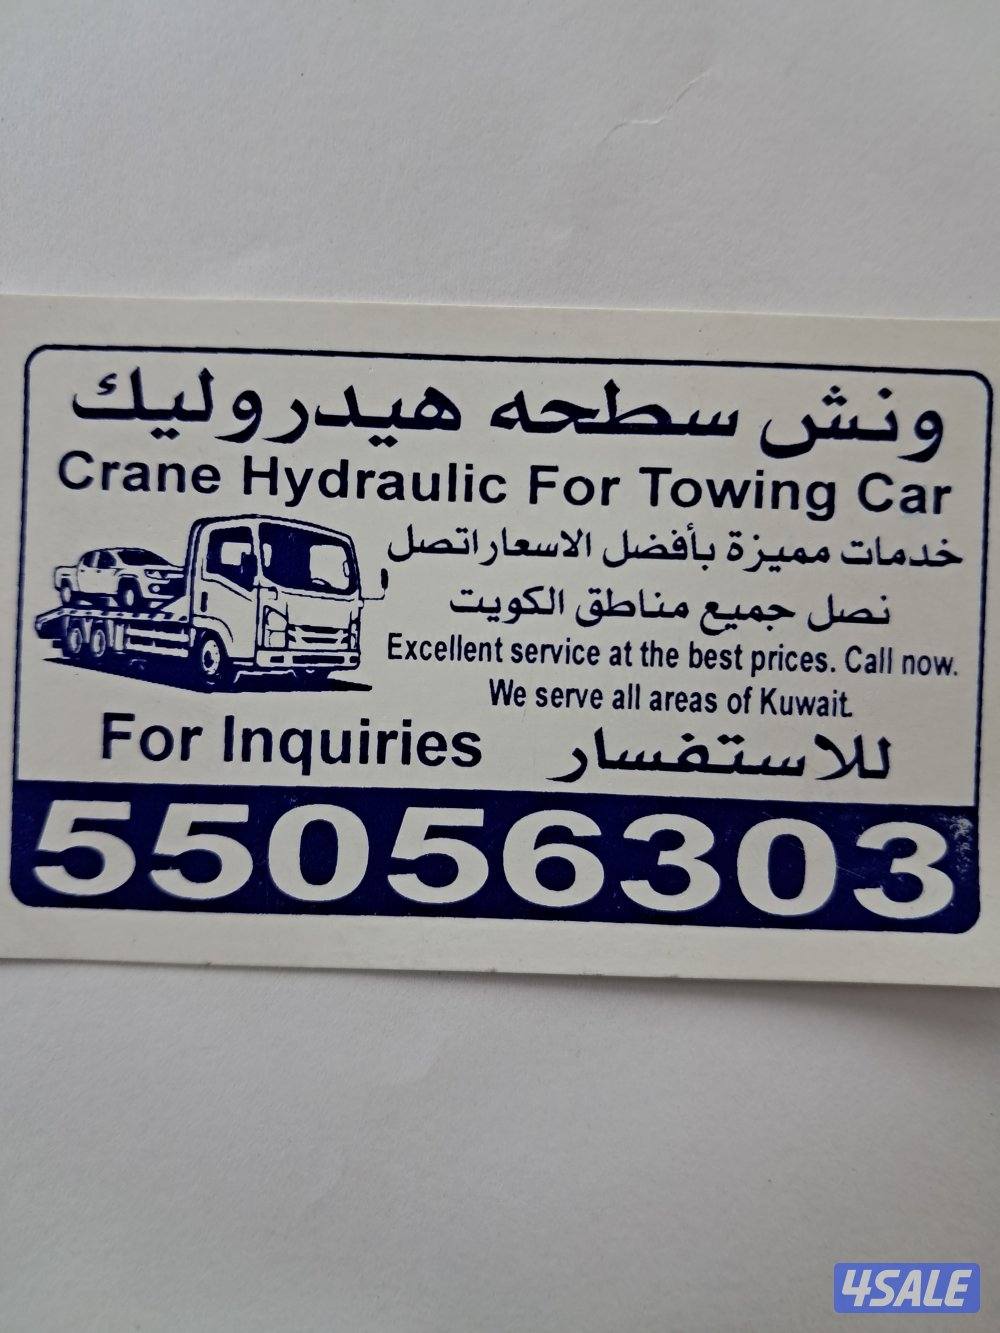 ونش سطحه هيدروليك
Crane Hydraulic For Towing Car
خدمات مميزة بأفضل الاسعار اتصل
نصل جميع مناطق الكويت
Excellent service at the best prices. Call now.
We serve all areas of Kuwait.
For Inquiries للاستفسار
55056303
4SALE